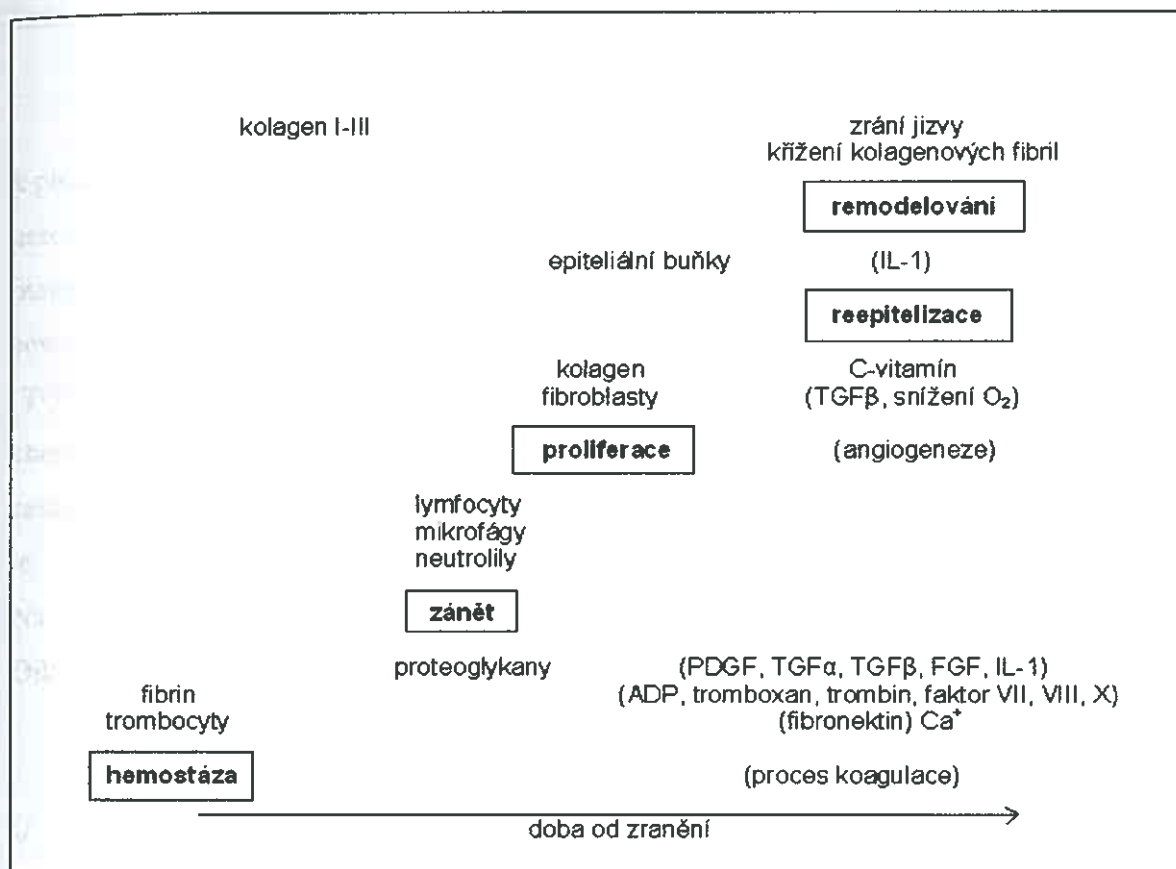 kolagen I-III
zrání jizvy
křížení kolagenových fibril
remodelování
epiteliální buňky
(IL-1)
reepitelizace
kolagen
fibroblasty
C-vitamín
(TGFβ, snížení O₂)
proliferace
(angiogeneze)
lymfocyty
mikrofágy
neutrolily
zánět
proteoglykany
(PDGF, TGFα, TGFβ, FGF, IL-1)
(ADP, tromboxan, trombin, faktor VII, VIII, X)
(fibronektin) Ca⁺
fibrin
trombocyty
hemostáza
(proces koagulace)
doba od zranění